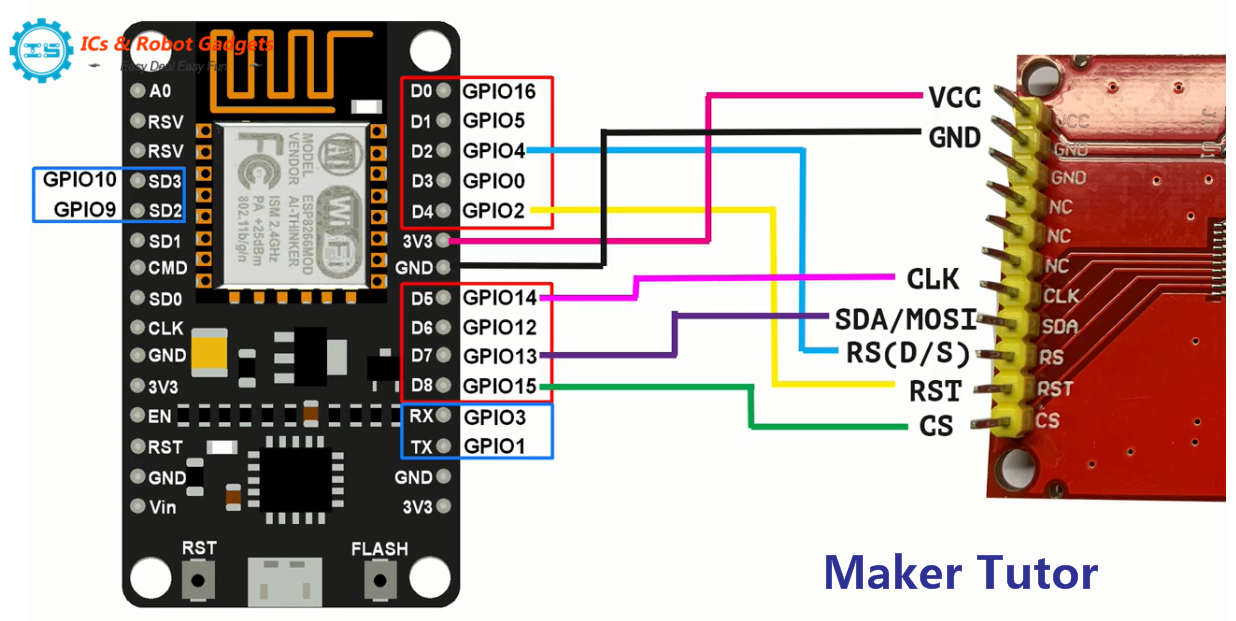 ICs & Robot Gadgets
Easy Deal Easy Fun
A0
RSV
RSV
GPIO10 SD3
GPIO9 SD2
SD1
CMD
SD0
CLK
GND
3V3
EN
RST
GND
Vin
MODEL ESP8266MOD
VENDOR AI-THINKER
ISM 2.4GHz
PA +25dBm
802.11b/g/n
Wi Fi
FC
AI
D0 GPIO16
D1 GPIO5
D2 GPIO4
D3 GPIO0
D4 GPIO2
3V3
GND
D5 GPIO14
D6 GPIO12
D7 GPIO13
D8 GPIO15
RX GPIO3
TX GPIO1
GND
3V3
RST
FLASH
VCC
GND
CLK
SDA/MOSI
RS(D/S)
RST
CS
VCC
GND
GND
NC
NC
NC
CLK
SDA
RS
RST
CS
Maker Tutor